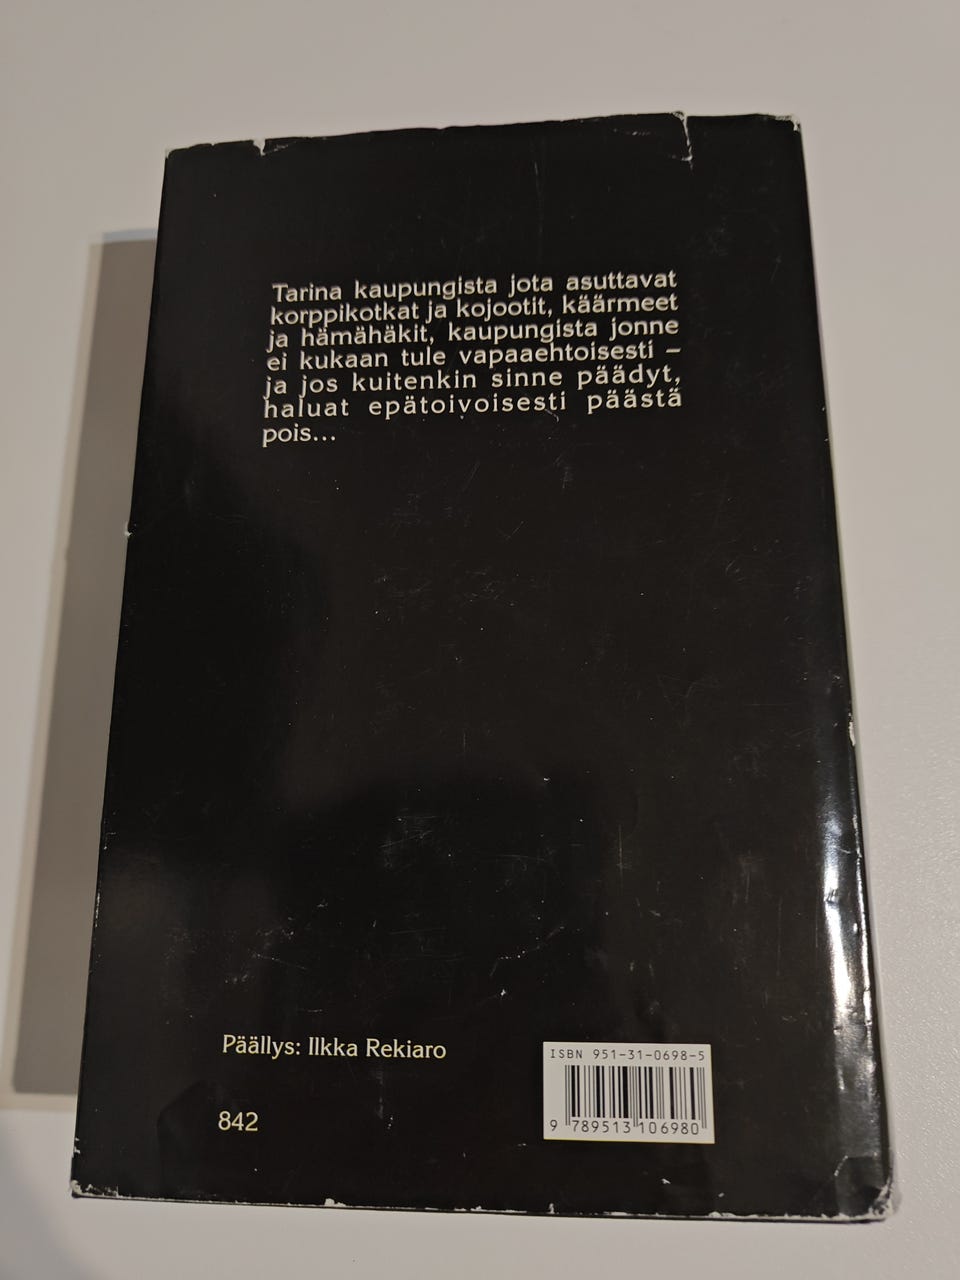 Tarina kaupungista jota asuttavat
korppikotkat ja kojootit, käärmeet
ja hämähäkit, kaupungista jonne
ei kukaan tule vapaaehtoisesti –
ja jos kuitenkin sinne päädyt,
haluat epätoivoisesti päästä
pois...
Päällys: Ilkka Rekiaro
842
ISBN 951-31-0698-5
9 789513 106980